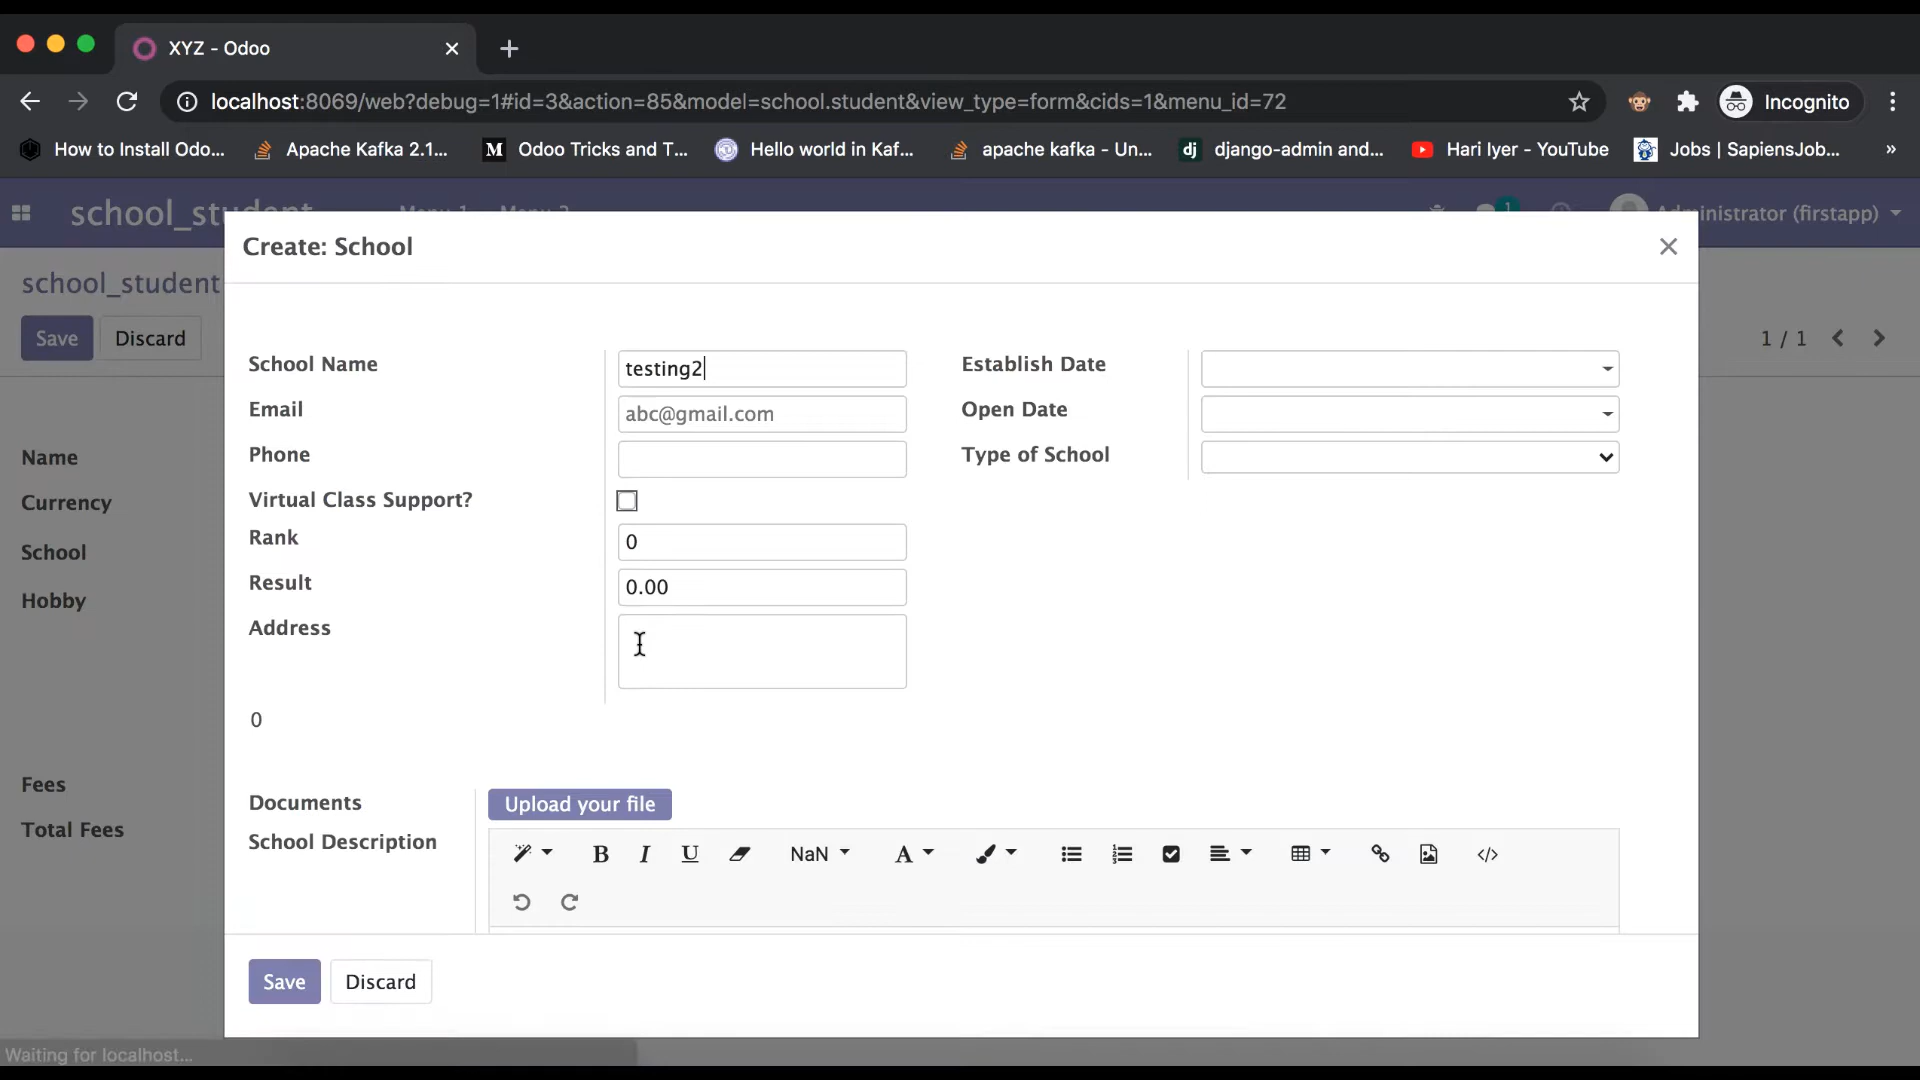 XYZ - Odoo
localhost:8069/web?debug=1#id=3&action=85&model=school.student&view_type=form&cids=1&menu_id=72
Incognito
How to Install Odo...
Apache Kafka 2.1...
M Odoo Tricks and T...
Hello world in Kaf...
apache kafka - Un...
dj django-admin and...
Hari Iyer - YouTube
Jobs | SapiensJob...
»
1
(firstapp)
Create: School
school_student
Save
Discard
1 / 1
School Name
testing2
Establish Date
Email
abc@gmail.com
Open Date
Phone
Type of School
Virtual Class Support?
Rank
0
Result
0.00
Address
0
Name
Currency
School
Hobby
Fees
Total Fees
Documents
Upload your file
School Description
B I U NaN A
Save
Discard
Waiting for localhost...